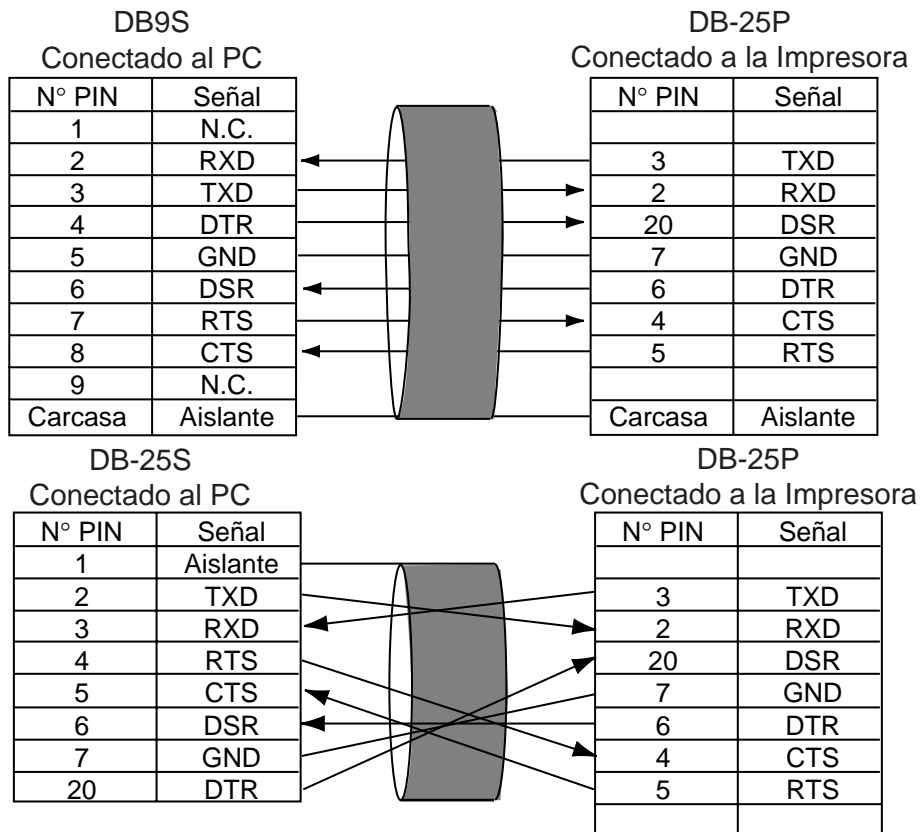 DB9S DB-25P
Conectado al PC Conectado a la Impresora
N° PIN Señal N° PIN Señal
1 N.C.
2 RXD 3 TXD
3 TXD 2 RXD
4 DTR 20 DSR
5 GND 7 GND
6 DSR 6 DTR
7 RTS 4 CTS
8 CTS 5 RTS
9 N.C.
Carcasa Aislante Carcasa Aislante
DB-25S DB-25P
Conectado al PC Conectado a la Impresora
N° PIN Señal N° PIN Señal
1 Aislante
2 TXD 3 TXD
3 RXD 2 RXD
4 RTS 20 DSR
5 CTS 7 GND
6 DSR 6 DTR
7 GND 4 CTS
20 DTR 5 RTS